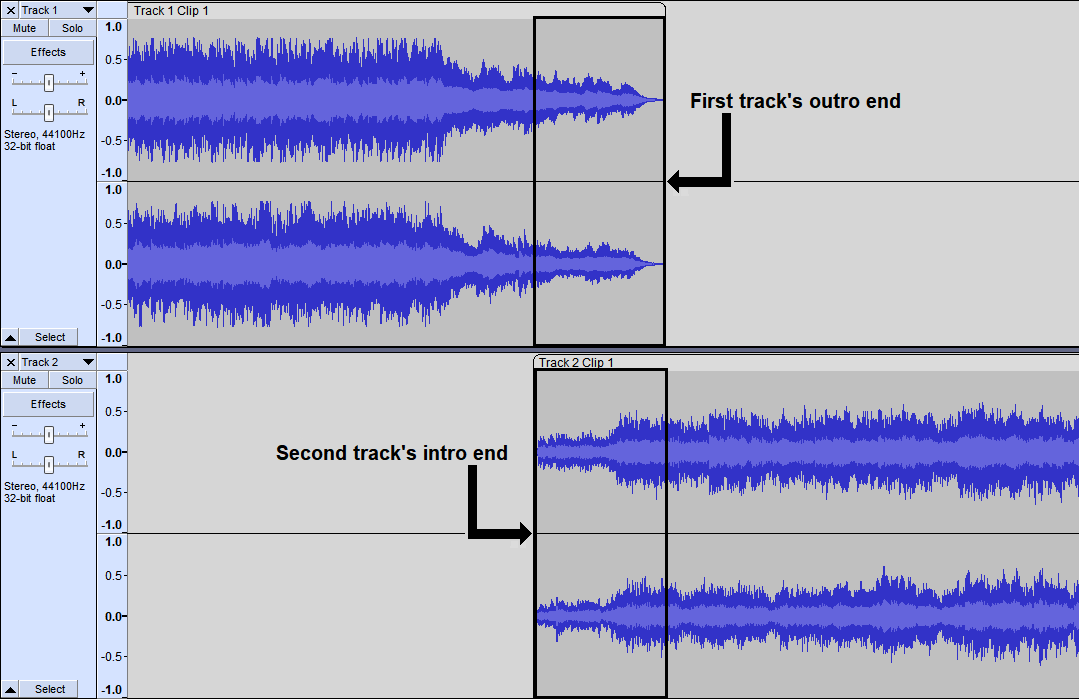 Track 1
Track 1 Clip 1
Mute Solo
Effects
- +
L R
Stereo, 44100Hz
32-bit float
Select
1.0
0.5
0.0
-0.5
-1.0
1.0
0.5
0.0
-0.5
-1.0
First track's outro end
Track 2
Track 2 Clip 1
Mute Solo
Effects
- +
L R
Stereo, 44100Hz
32-bit float
Select
1.0
0.5
0.0
-0.5
-1.0
1.0
0.5
0.0
-0.5
-1.0
Second track's intro end